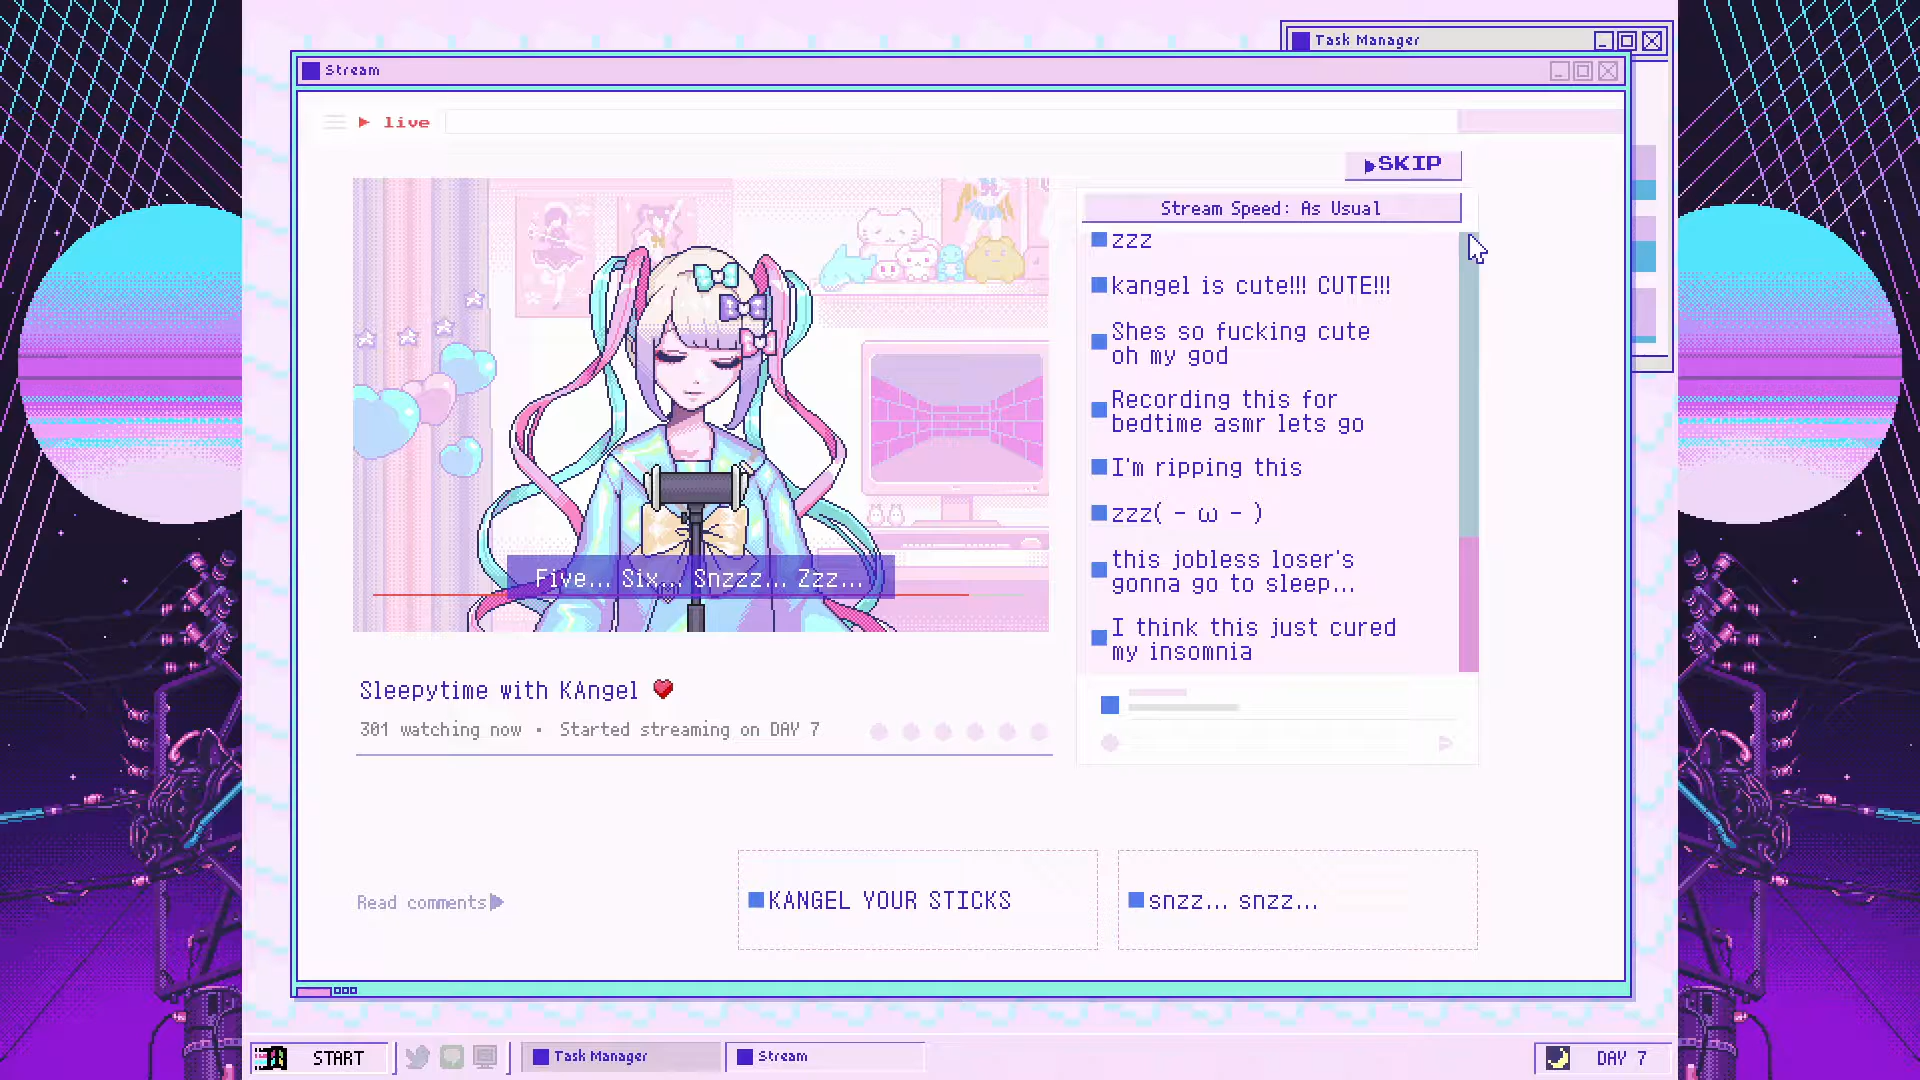 Task Manager
Stream
live
SKIP
Stream Speed: As Usual
zzz
kangel is cute!!! CUTE!!!
Shes so fucking cute
oh my god
Recording this for
bedtime asmr lets go
I'm ripping this
zzz( - ω - )
this jobless loser's
gonna go to sleep...
I think this just cured
my insomnia
Five... Six... Snzzz... Zzz...
Sleepytime with KAngel ❤
301 watching now • Started streaming on DAY 7
Read comments
KANGEL YOUR STICKS
snzz... snzz...
START
Task Manager
Stream
DAY 7